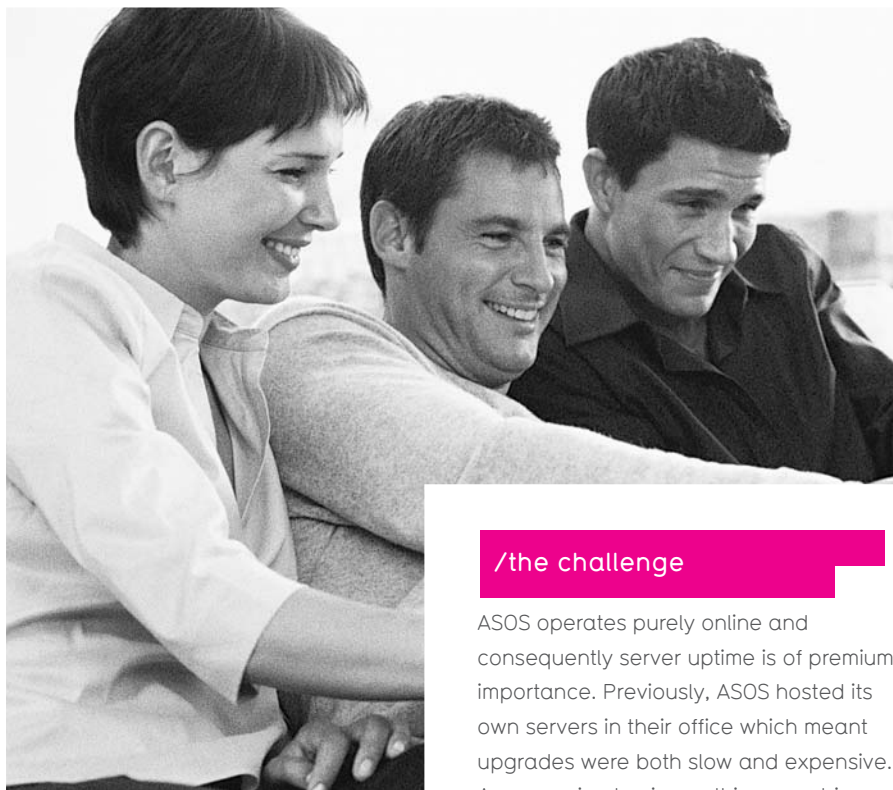 /the challenge
ASOS operates purely online and
consequently server uptime is of premium
importance. Previously, ASOS hosted its
own servers in their office which meant
upgrades were both slow and expensive.